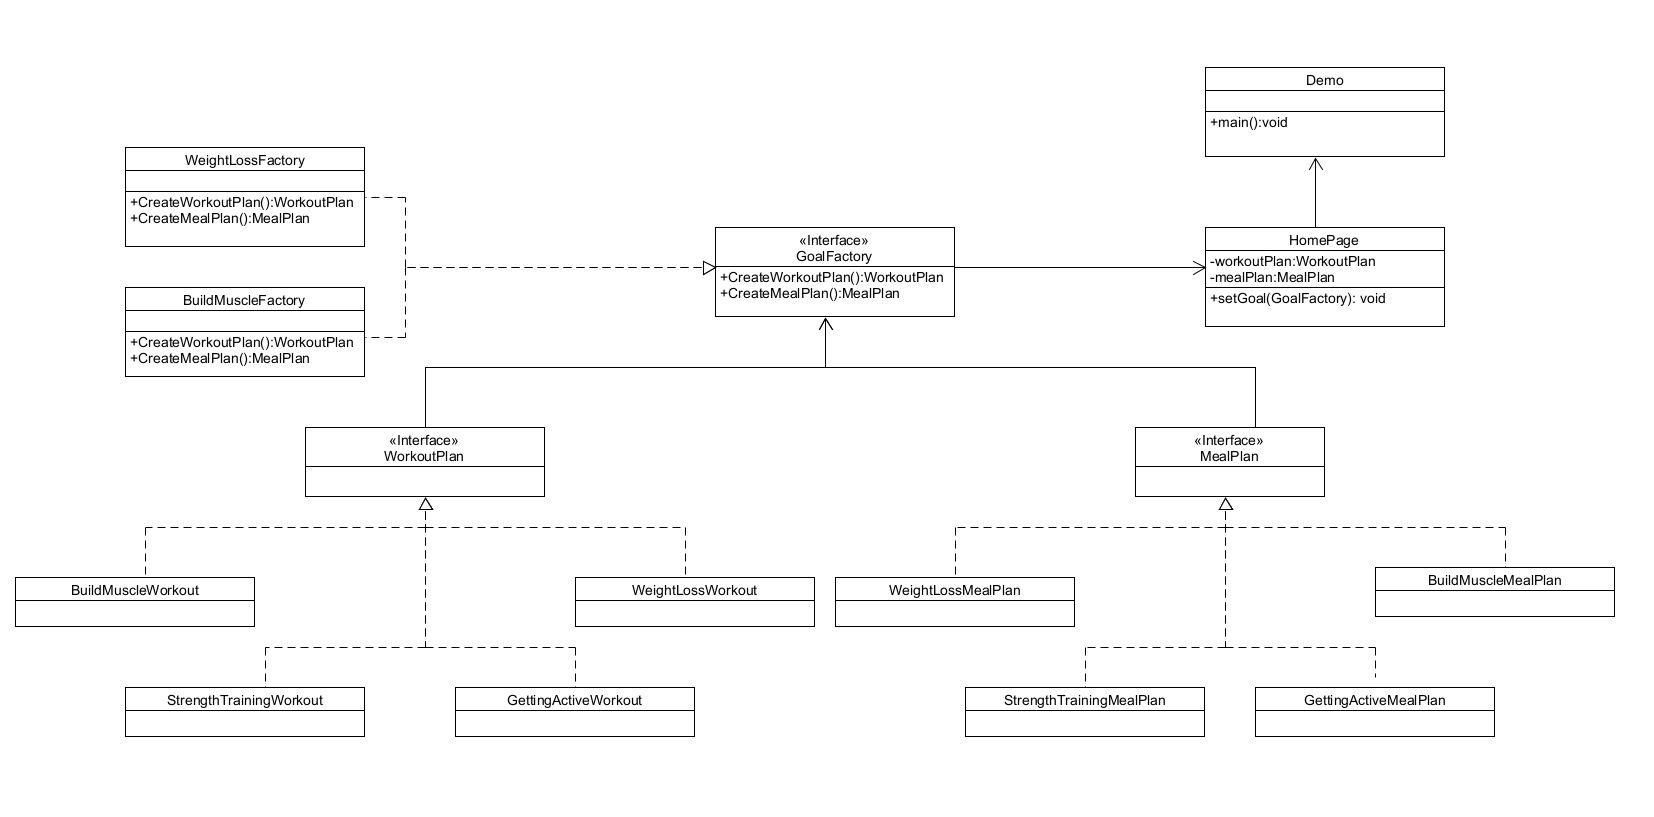 Demo
+main():void
WeightLossFactory
+CreateWorkoutPlan():WorkoutPlan
+CreateMealPlan():MealPlan
«Interface»
GoalFactory
+CreateWorkoutPlan():WorkoutPlan
+CreateMealPlan():MealPlan
HomePage
-workoutPlan:WorkoutPlan
-mealPlan:MealPlan
+setGoal(GoalFactory): void
BuildMuscleFactory
+CreateWorkoutPlan():WorkoutPlan
+CreateMealPlan():MealPlan
«Interface»
WorkoutPlan
«Interface»
MealPlan
BuildMuscleWorkout
WeightLossWorkout
WeightLossMealPlan
BuildMuscleMealPlan
StrengthTrainingWorkout
GettingActiveWorkout
StrengthTrainingMealPlan
GettingActiveMealPlan